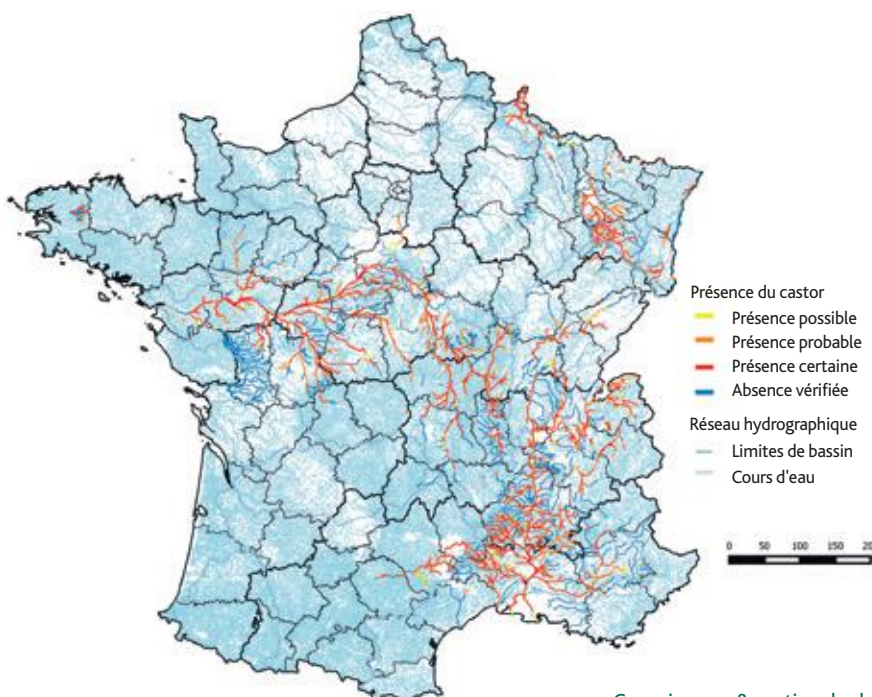 Présence du castor
Présence possible
Présence probable
Présence certaine
Absence vérifiée
Réseau hydrographique
Limites de bassin
Cours d'eau
0 50 100 150